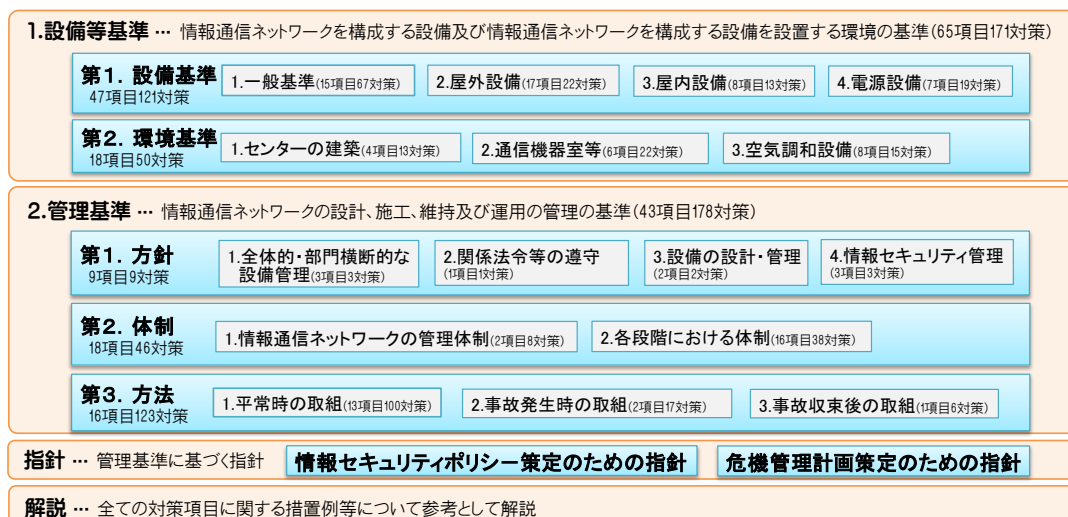 1.設備等基準 … 情報通信ネットワークを構成する設備及び情報通信ネットワークを構成する設備を設置する環境の基準(65項目171対策)
第1. 設備基準
47項目121対策
1.一般基準(15項目67対策)
2.屋外設備(17項目22対策)
3.屋内設備(8項目13対策)
4.電源設備(7項目19対策)
第2. 環境基準
18項目50対策
1.センターの建築(4項目13対策)
2.通信機器室等(6項目22対策)
3.空気調和設備(8項目15対策)
2.管理基準 … 情報通信ネットワークの設計、施工、維持及び運用の管理の基準(43項目178対策)
第1. 方針
9項目9対策
1.全体的・部門横断的な
設備管理(3項目3対策)
2.関係法令等の遵守
(1項目1対策)
3.設備の設計・管理
(2項目2対策)
4.情報セキュリティ管理
(3項目3対策)
第2. 体制
18項目46対策
1.情報通信ネットワークの管理体制(2項目8対策)
2.各段階における体制(16項目38対策)
第3. 方法
16項目123対策
1.平常時の取組(13項目100対策)
2.事故発生時の取組(2項目17対策)
3.事故収束後の取組(1項目6対策)
指針 … 管理基準に基づく指針
情報セキュリティポリシー策定のための指針
危機管理計画策定のための指針
解説 … 全ての対策項目に関する措置例等について参考として解説